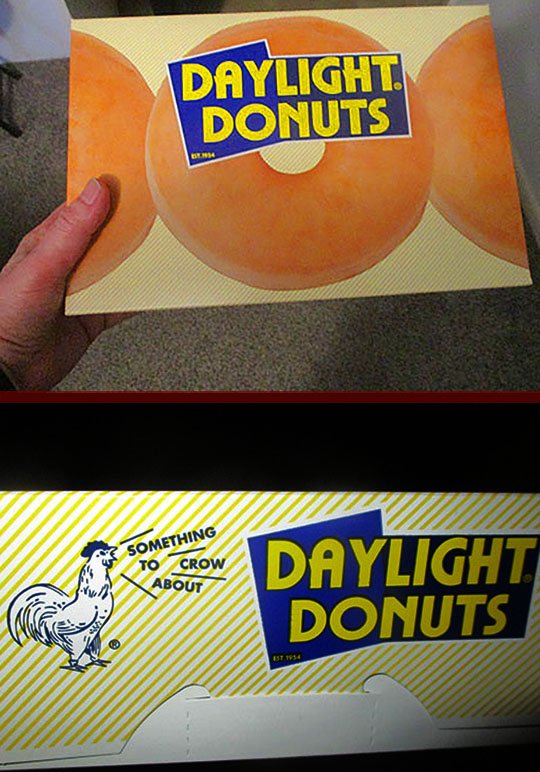 DAYLIGHT
DONUTS
EST. 1954
SOMETHING
TO CROW
ABOUT
®
DAYLIGHT
DONUTS
EST 1954